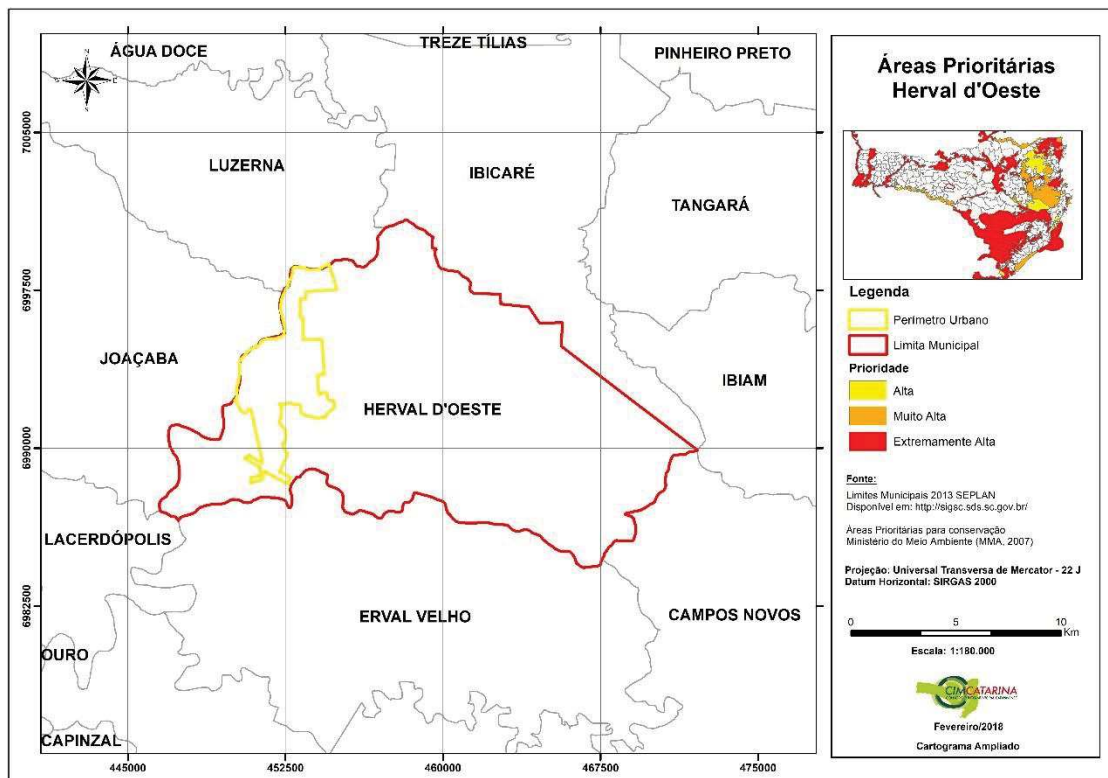 ÁGUA DOCE
TREZE TÍLIAS
PINHEIRO PRETO
N
LUZERNA
IBICARÉ
TANGARÁ
JOAÇABA
IBIAM
HERVAL D'OESTE
LACERDÓPOLIS
ERVAL VELHO
CAMPOS NOVOS
OURO
CAPINZAL
7005000
6997500
6990000
6982500
445000
452500
460000
467500
475000
Áreas Prioritárias
Herval d'Oeste
Legenda
Perímetro Urbano
Limita Municipal
Prioridade
Alta
Muito Alta
Extremamente Alta
Fonte:
Limites Municipais 2013 SEPLAN
Disponível em: http://sigsc.sds.sc.gov.br/
Áreas Prioritárias para conservação
Ministério do Meio Ambiente (MMA, 2007)
Projeção: Universal Transversa de Mercator - 22 J
Datum Horizontal: SIRGAS 2000
0 5 10
Km
Escala: 1:180.000
CIMCATARINA
Fevereiro/2018
Cartograma Ampliado